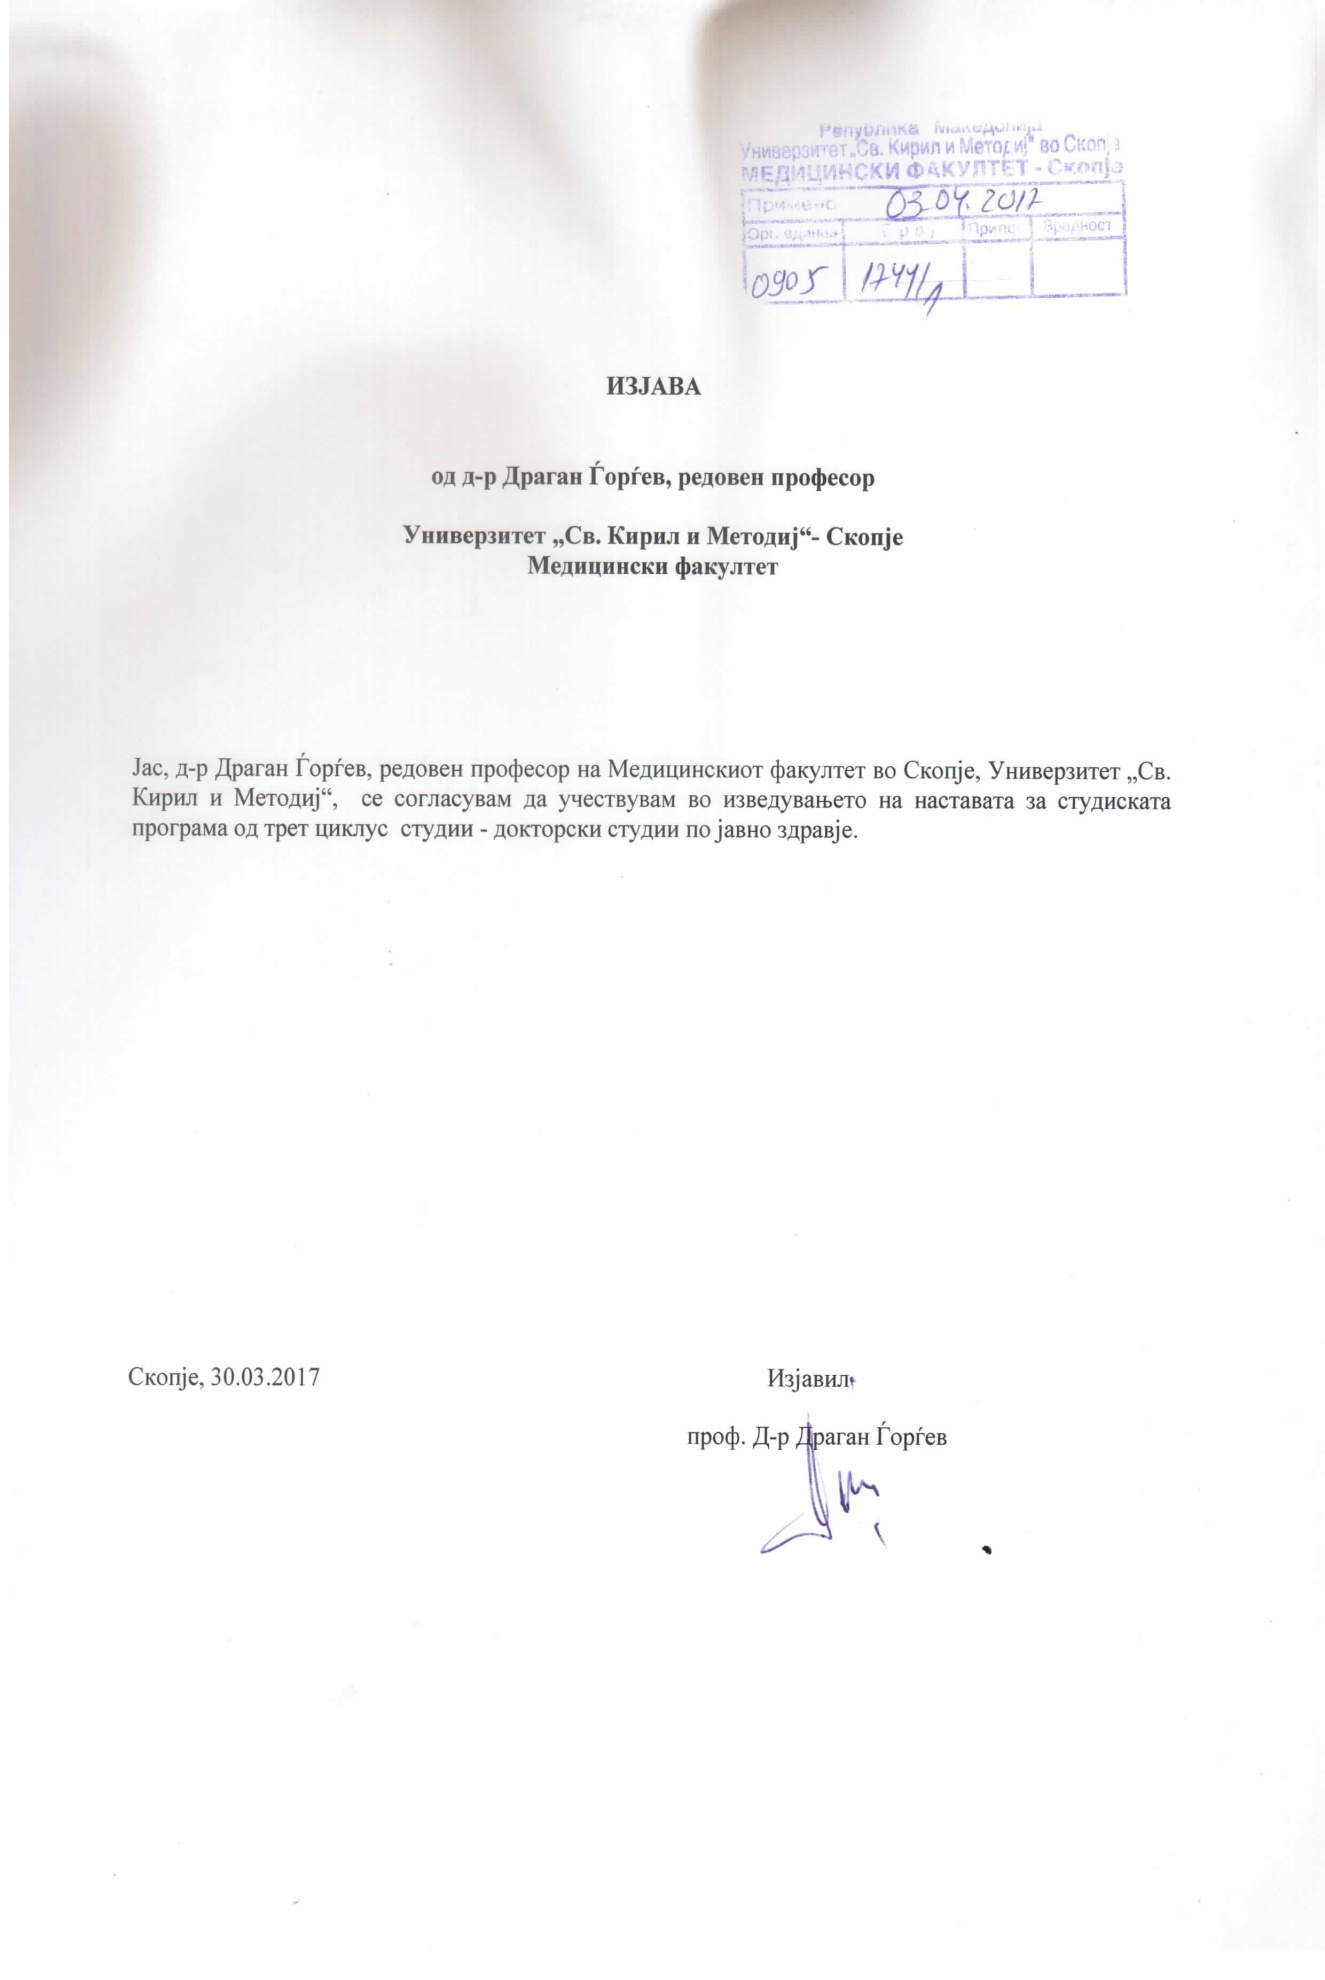 Република Македонија
Универзитет „Св. Кирил и Методиј" во Скопје
МЕДИЦИНСКИ ФАКУЛТЕТ - Скопје
Примено 03.04.2017
Орг. единица Број Прилог Вредност
0905 1744/1
ИЗЈАВА
од д-р Драган Ѓорѓев, редовен професор
Универзитет „Св. Кирил и Методиј“- Скопје
Медицински факултет
Јас, д-р Драган Ѓорѓев, редовен професор на Медицинскиот факултет во Скопје, Универзитет „Св.
Кирил и Методиј“, се согласувам да учествувам во изведувањето на наставата за студиската
програма од трет циклус студии - докторски студии по јавно здравје.
Скопје, 30.03.2017
Изјавил
проф. Д-р Драган Ѓорѓев